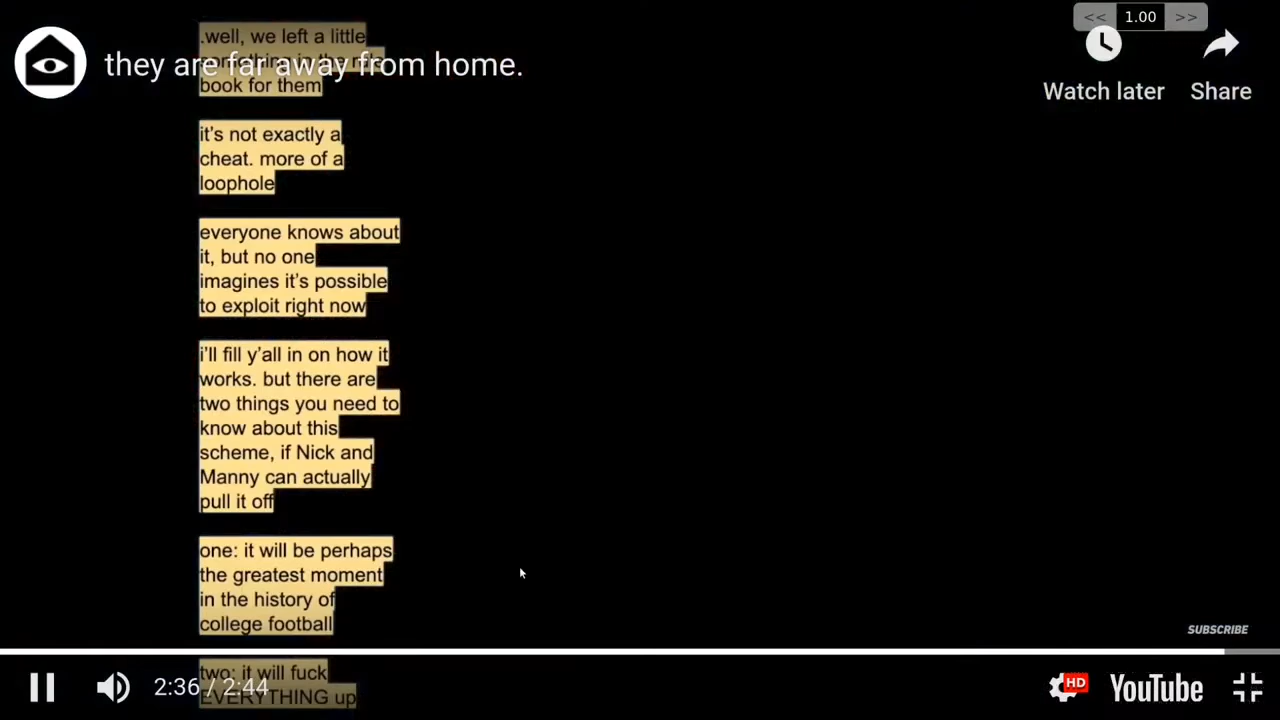 << 1.00 >>
.well, we left a little
something in the rule
book for them
they are far away from home.
Watch later Share
it's not exactly a
cheat. more of a
loophole
everyone knows about
it, but no one
imagines it's possible
to exploit right now
i'll fill y'all in on how it
works. but there are
two things you need to
know about this
scheme, if Nick and
Manny can actually
pull it off
one: it will be perhaps
the greatest moment
in the history of
college football
SUBSCRIBE
two: it will fuck
EVERYTHING up
2:36 / 2:44
HD
YouTube